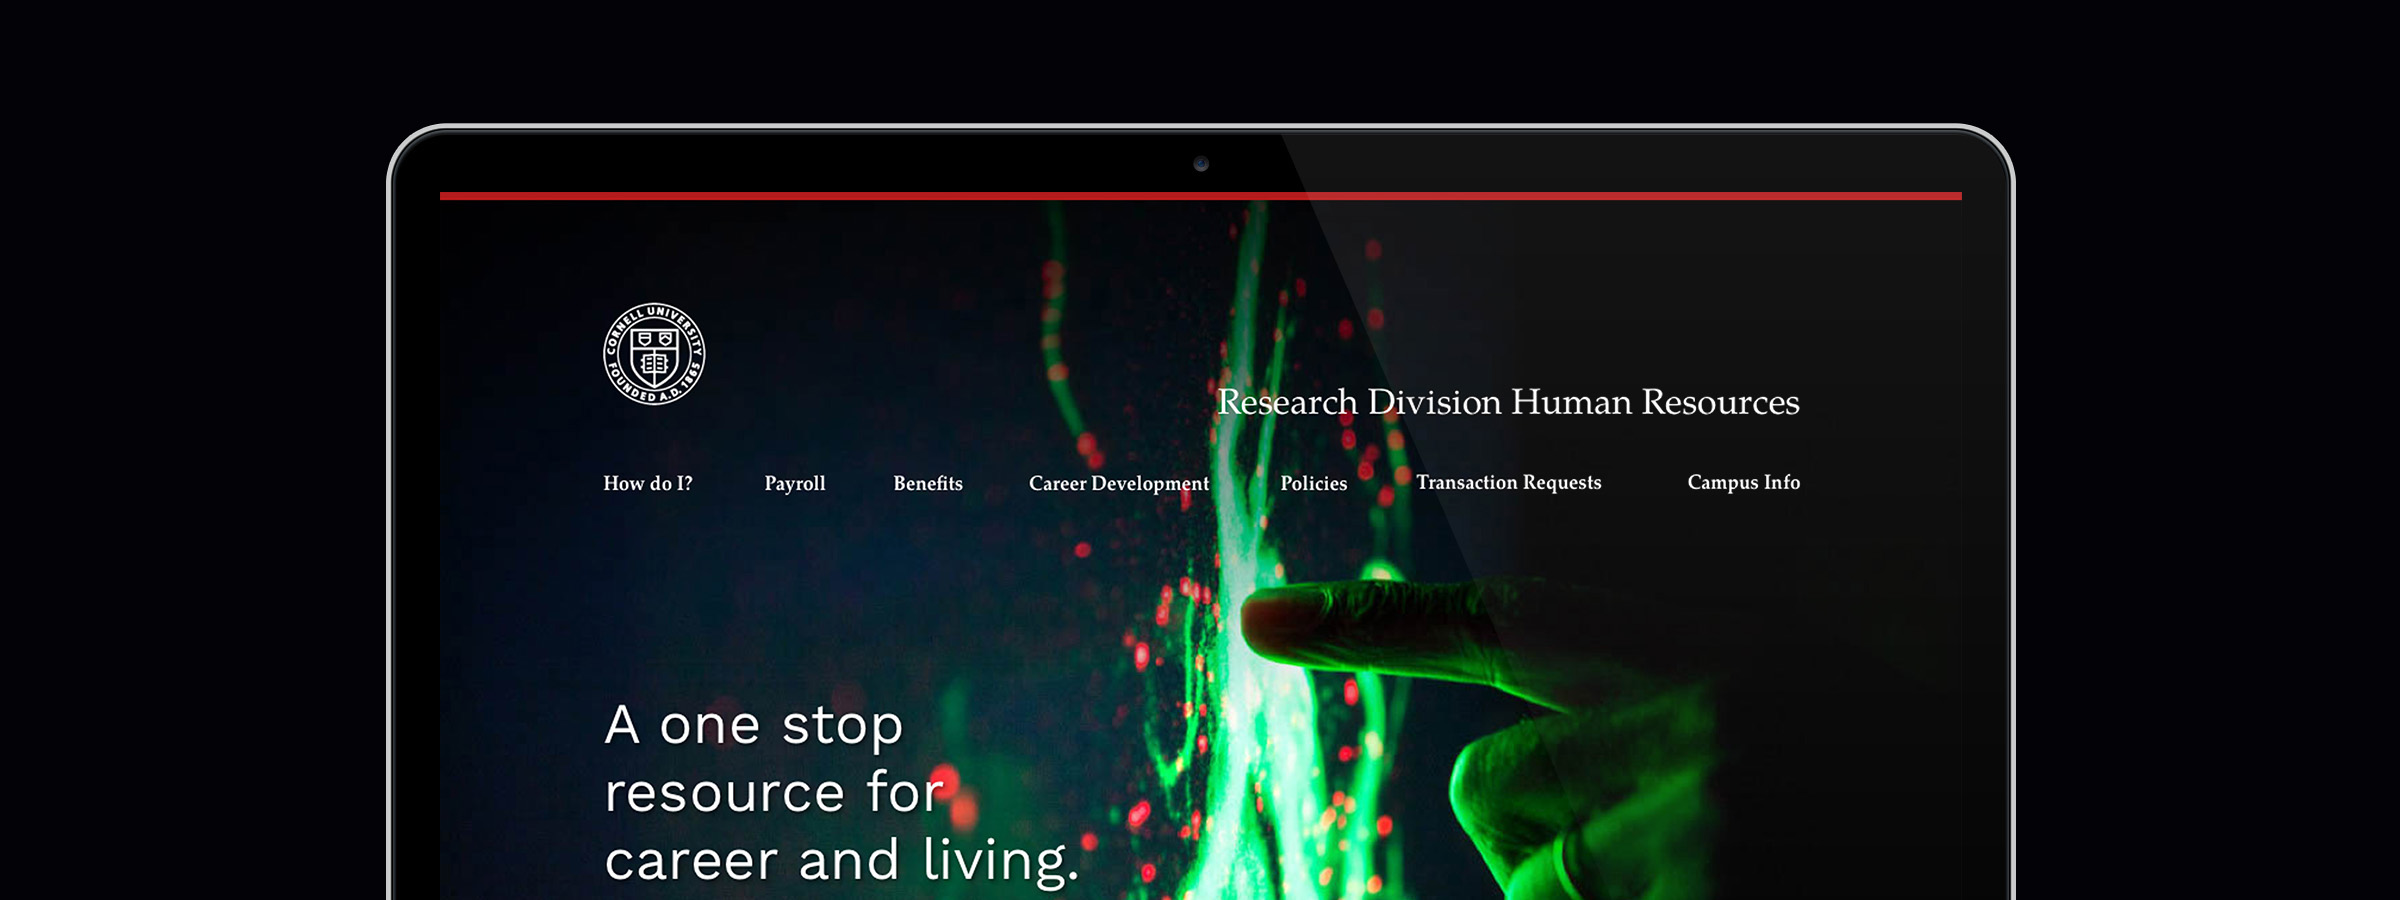 CORNELL UNIVERSITY
FOUNDED A.D. 1865
Research Division Human Resources
How do I? Payroll Benefits Career Development Policies Transaction Requests Campus Info
A one stop
resource for
career and living.